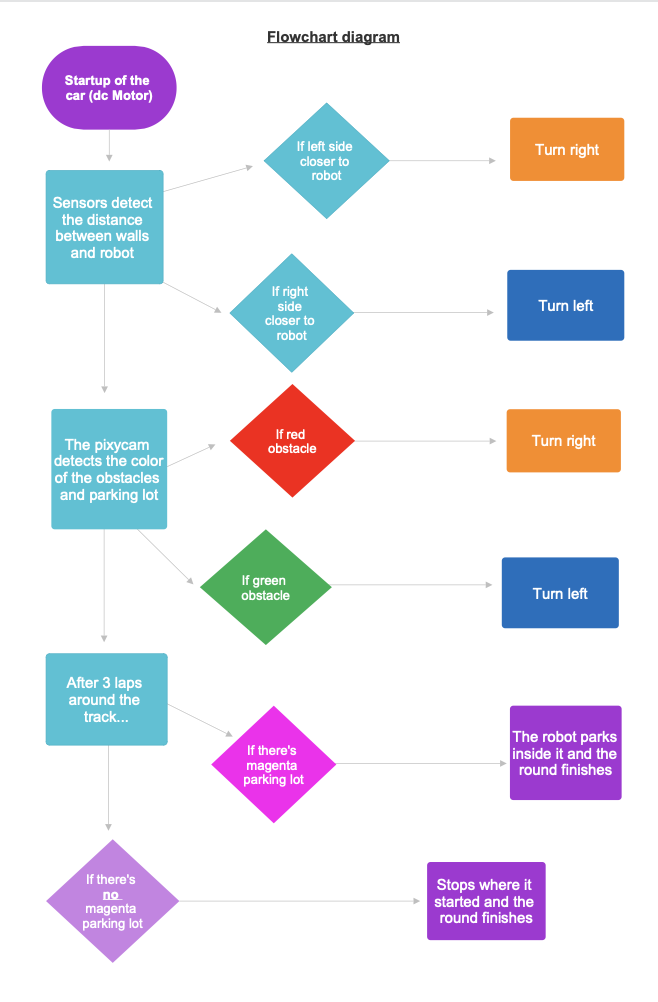 Flowchart diagram
Startup of the
car (dc Motor)
If left side
closer to
robot
Turn right
Sensors detect
the distance
between walls
and robot
If right
side
closer to
robot
Turn left
The pixycam
detects the color
of the obstacles
and parking lot
If red
obstacle
Turn right
If green
obstacle
Turn left
After 3 laps
around the
track...
If there's
magenta
parking lot
The robot parks
inside it and the
round finishes
If there's
no
magenta
parking lot
Stops where it
started and the
round finishes